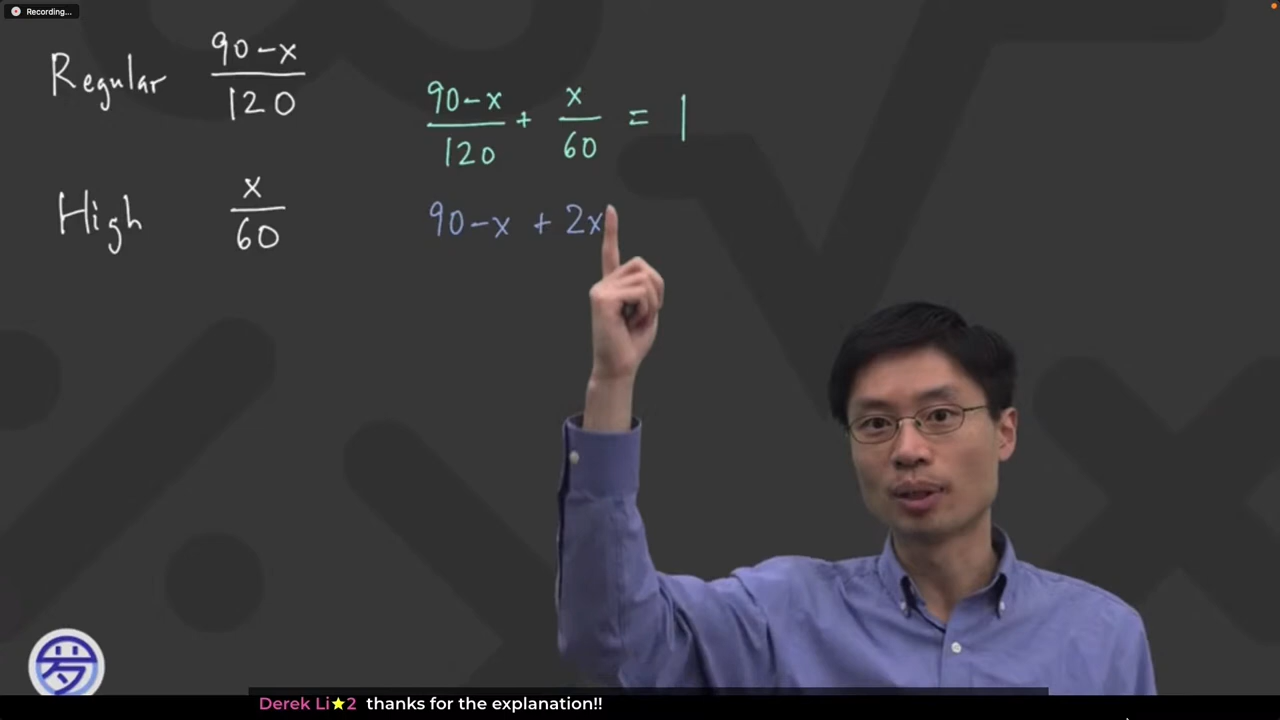 Recording...
Regular (90-x)/120
(90-x)/120 + x/60 = 1
High x/60
90-x + 2x
Derek Li★2 thanks for the explanation!!